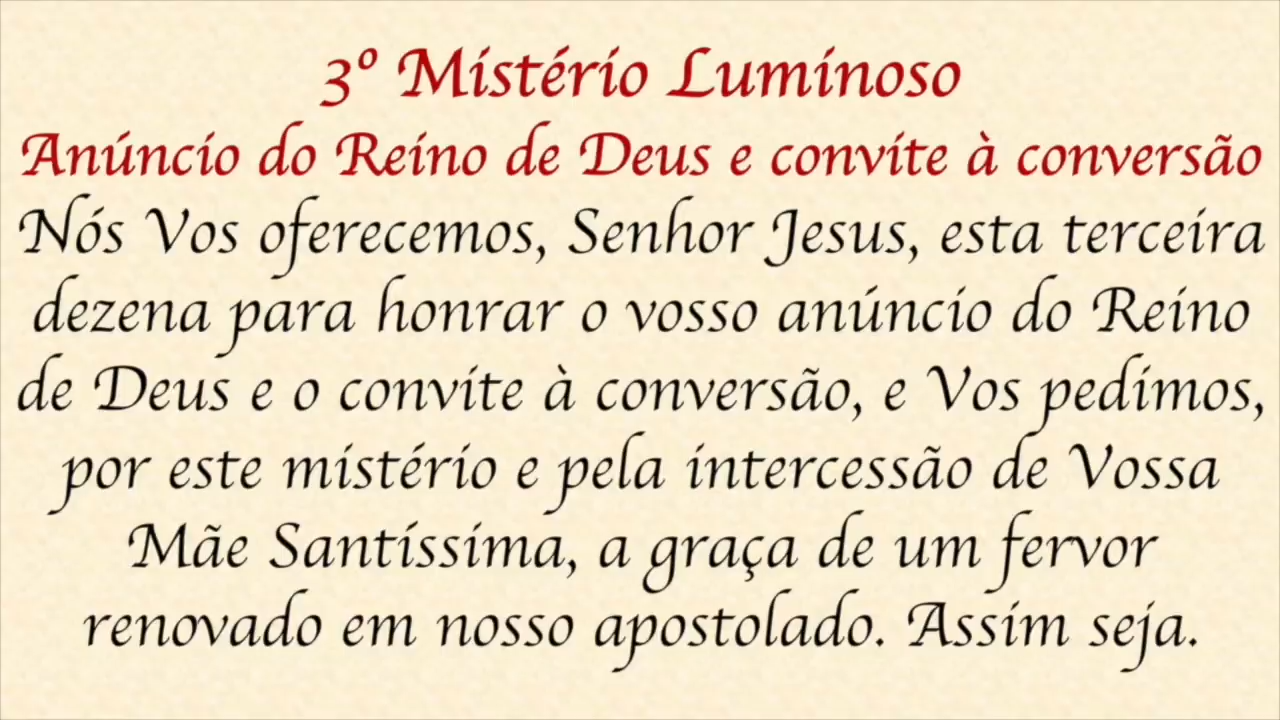 3º Mistério Luminoso
Anúncio do Reino de Deus e convite à conversão
Nós Vos oferecemos, Senhor Jesus, esta terceira
dezena para honrar o vosso anúncio do Reino
de Deus e o convite à conversão, e Vos pedimos,
por este mistério e pela intercessão de Vossa
Mãe Santíssima, a graça de um fervor
renovado em nosso apostolado. Assim seja.